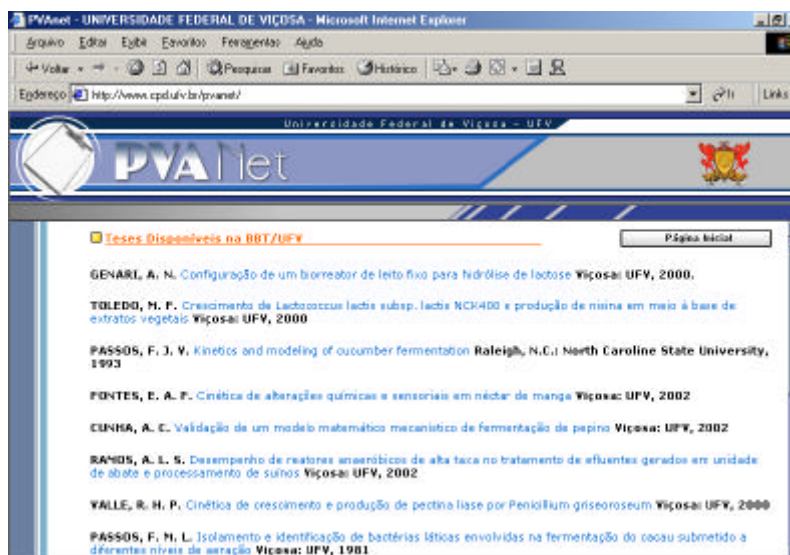 PVAnet - UNIVERSIDADE FEDERAL DE VIÇOSA - Microsoft Internet Explorer
Arquivo Editar Exibir Favoritos Ferramentas Ajuda
Voltar Pesquisar Favoritos Histórico
Endereço http://www.cpd.ufv.br/pvanet/ Ir Links
Universidade Federal de Viçosa - UFV
PVANet
Teses Disponíveis na BBT/UFV Página Inicial
GENARI, A. N. Configuração de um biorreator de leito fixo para hidrólise de lactose Viçosa: UFV, 2000.
TOLEDO, M. P. Crescimento de Lactococcus lactis subsp. lactis NCK400 e produção de nisina em meio à base de
extratos vegetais Viçosa: UFV, 2000
PASSOS, F. J. V. Kinetics and modeling of cucumber fermentation Raleigh, N.C.: North Caroline State University,
1993
FONTES, E. A. F. Cinética de alterações químicas e sensoriais em néctar de manga Viçosa: UFV, 2002
CUNHA, A. C. Validação de um modelo matemático mecanístico de fermentação de pepino Viçosa: UFV, 2002
RAMOS, A. L. S. Desempenho de reatores anaeróbicos de alta taxa no tratamento de efluentes gerados em unidade
de abate e processamento de suínos Viçosa: UFV, 2002
VALLE, R. H. P. Cinética de crescimento e produção de pectina liase por Penicillium griseoroseum Viçosa: UFV, 2000
PASSOS, F. M. L. Isolamento e identificação de bactérias láticas envolvidas na fermentação do cacau submetido a
diferentes níveis de aeração Viçosa: UFV, 1981